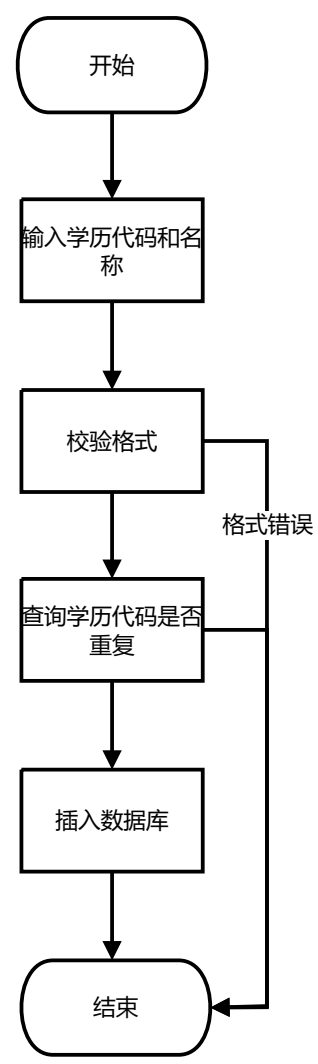 开始
输入学历代码和名
称
校验格式
格式错误
查询学历代码是否
重复
插入数据库
结束